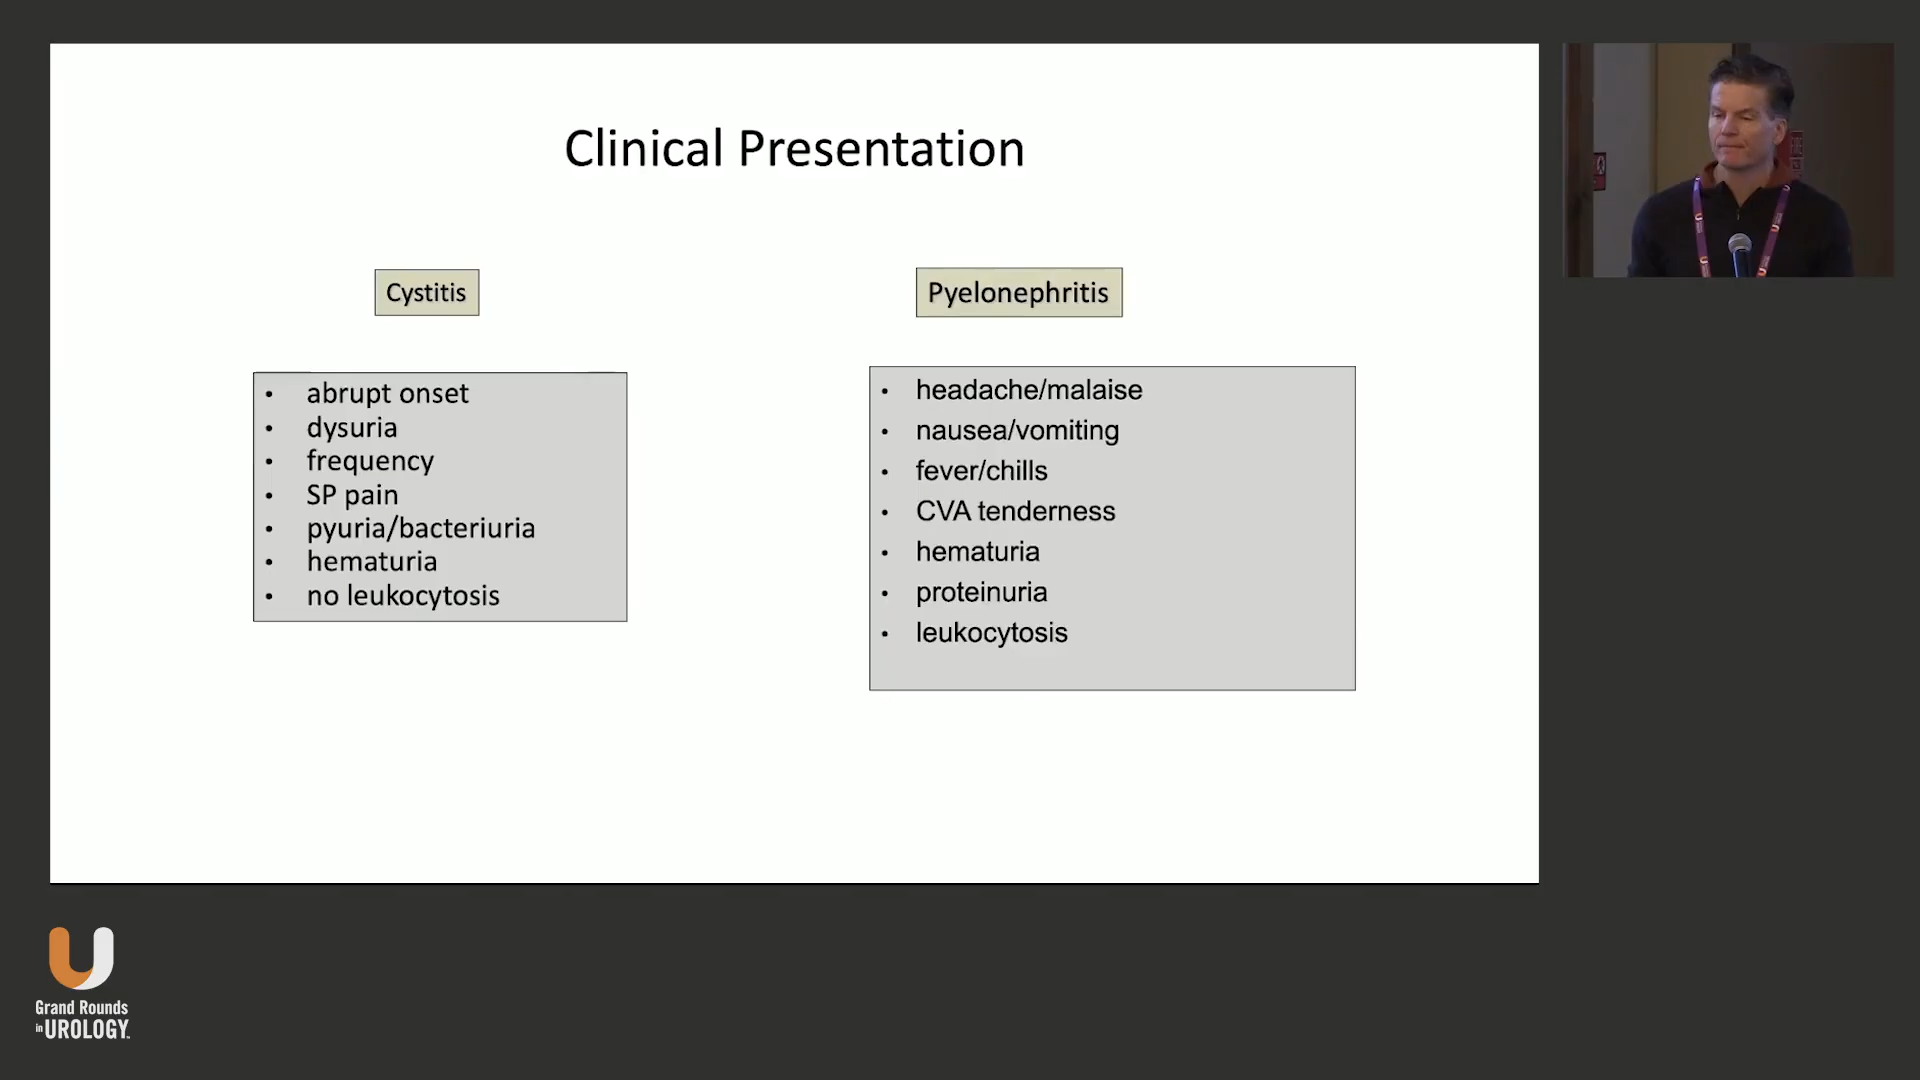 Clinical Presentation
Cystitis
• abrupt onset
• dysuria
• frequency
• SP pain
• pyuria/bacteriuria
• hematuria
• no leukocytosis
Pyelonephritis
• headache/malaise
• nausea/vomiting
• fever/chills
• CVA tenderness
• hematuria
• proteinuria
• leukocytosis
Grand Rounds
in UROLOGY™